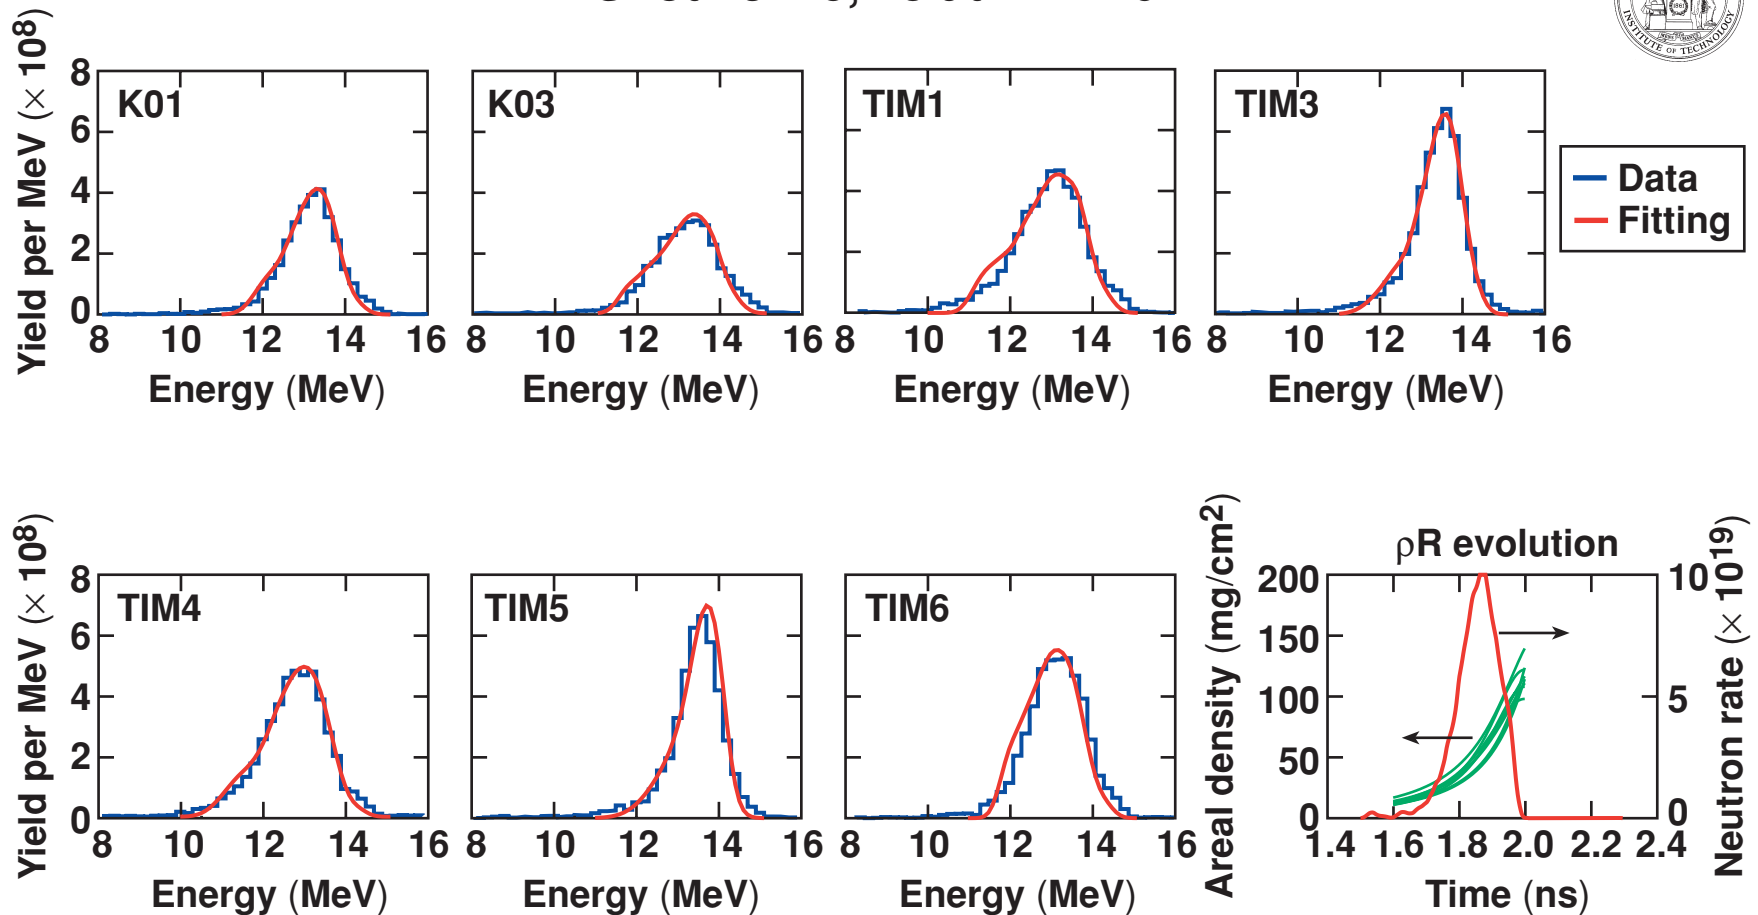 INSTITUTE OF TECHNOLOGY
1861
Yield per MeV (× 10⁸)
8
6
4
2
0
K01
K03
TIM1
TIM3
Data
Fitting
8 10 12 14 16
8 10 12 14 16
8 10 12 14 16
8 10 12 14 16
Energy (MeV)
Energy (MeV)
Energy (MeV)
Energy (MeV)
Yield per MeV (× 10⁸)
8
6
4
2
0
TIM4
TIM5
TIM6
8 10 12 14 16
8 10 12 14 16
8 10 12 14 16
Energy (MeV)
Energy (MeV)
Energy (MeV)
ρR evolution
Areal density (mg/cm²)
200
150
100
50
0
10
5
0
Neutron rate (× 10¹⁹)
1.4 1.6 1.8 2.0 2.2 2.4
Time (ns)